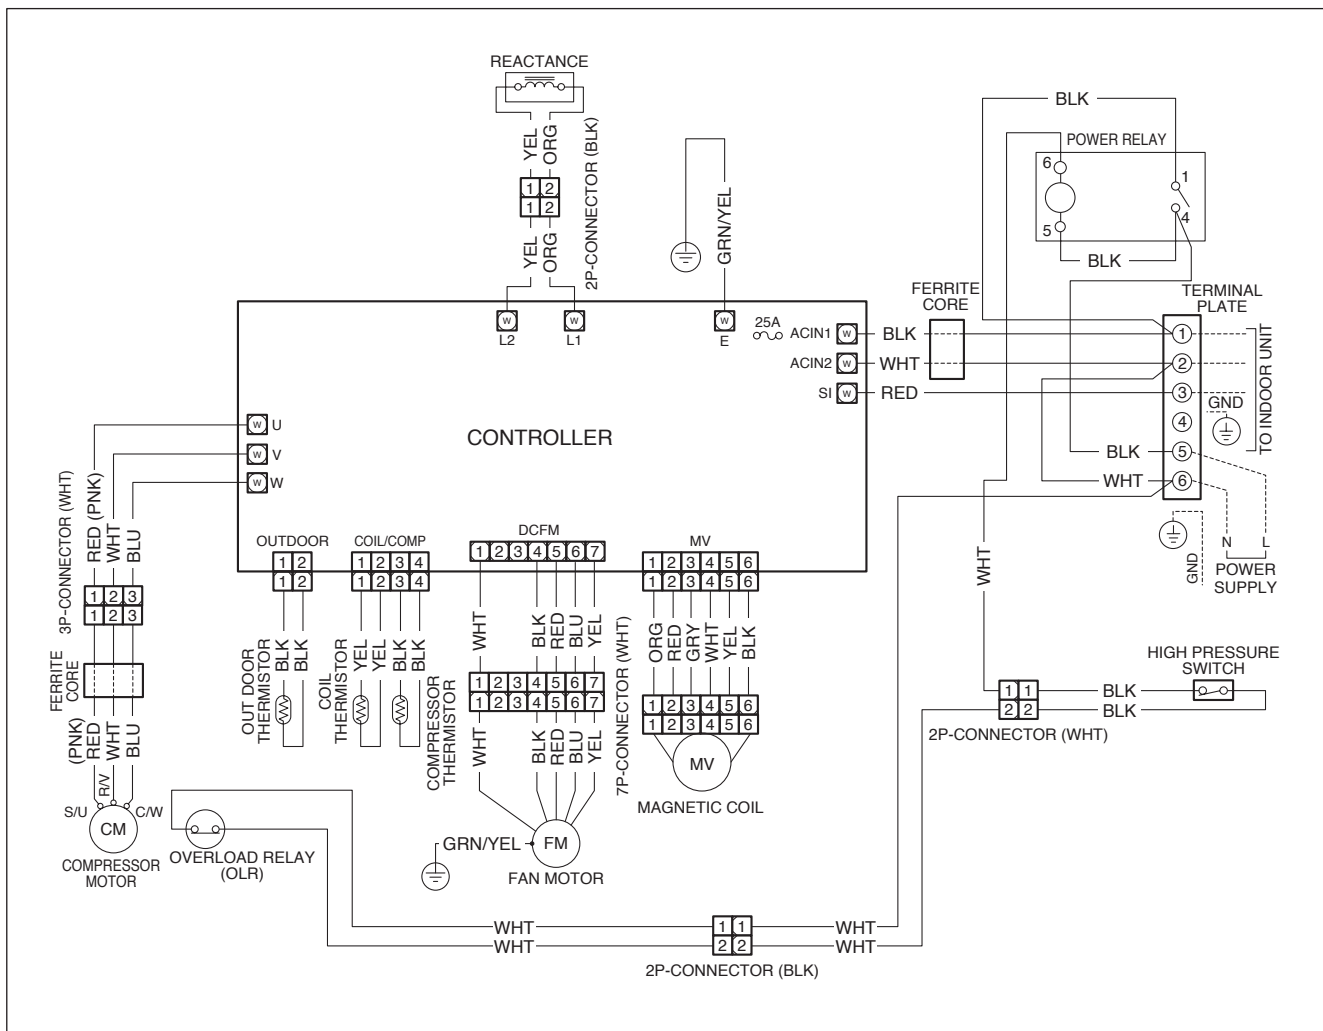 REACTANCE
YEL
ORG
2P-CONNECTOR (BLK)
1 2
1 2
YEL
ORG
GRN/YEL
BLK
POWER RELAY
6
1
5
4
BLK
FERRITE
CORE
TERMINAL
PLATE
W
L2
W
L1
W
E
25A
ACIN1
W
BLK
1
ACIN2
W
WHT
2
SI
W
RED
3
4
BLK
5
WHT
6
GND
TO INDOOR UNIT
CONTROLLER
W
U
W
V
W
W
3P-CONNECTOR (WHT)
RED (PNK)
WHT
BLU
1 2 3
1 2 3
FERRITE
CORE
(PNK)
RED
WHT
BLU
R/V
S/U
C/W
CM
COMPRESSOR
MOTOR
OUTDOOR
1 2
1 2
BLK
BLK
OUT DOOR
THERMISTOR
COIL/COMP
1 2 3 4
1 2 3 4
YEL
YEL
BLK
BLK
COIL
THERMISTOR
COMPRESSOR
THERMISTOR
DCFM
1 2 3 4 5 6 7
WHT
BLK
RED
BLU
YEL
1 2 3 4 5 6 7
1 2 3 4 5 6 7
7P-CONNECTOR (WHT)
WHT
BLK
RED
BLU
YEL
GRN/YEL
FM
FAN MOTOR
MV
1 2 3 4 5 6
1 2 3 4 5 6
ORG
RED
GRY
WHT
YEL
BLK
1 2 3 4 5 6
1 2 3 4 5 6
MV
MAGNETIC COIL
WHT
GND
N
L
POWER
SUPPLY
HIGH PRESSURE
SWITCH
1 1
BLK
2 2
BLK
2P-CONNECTOR (WHT)
OVERLOAD RELAY
(OLR)
WHT
1 1
WHT
WHT
2 2
WHT
2P-CONNECTOR (BLK)